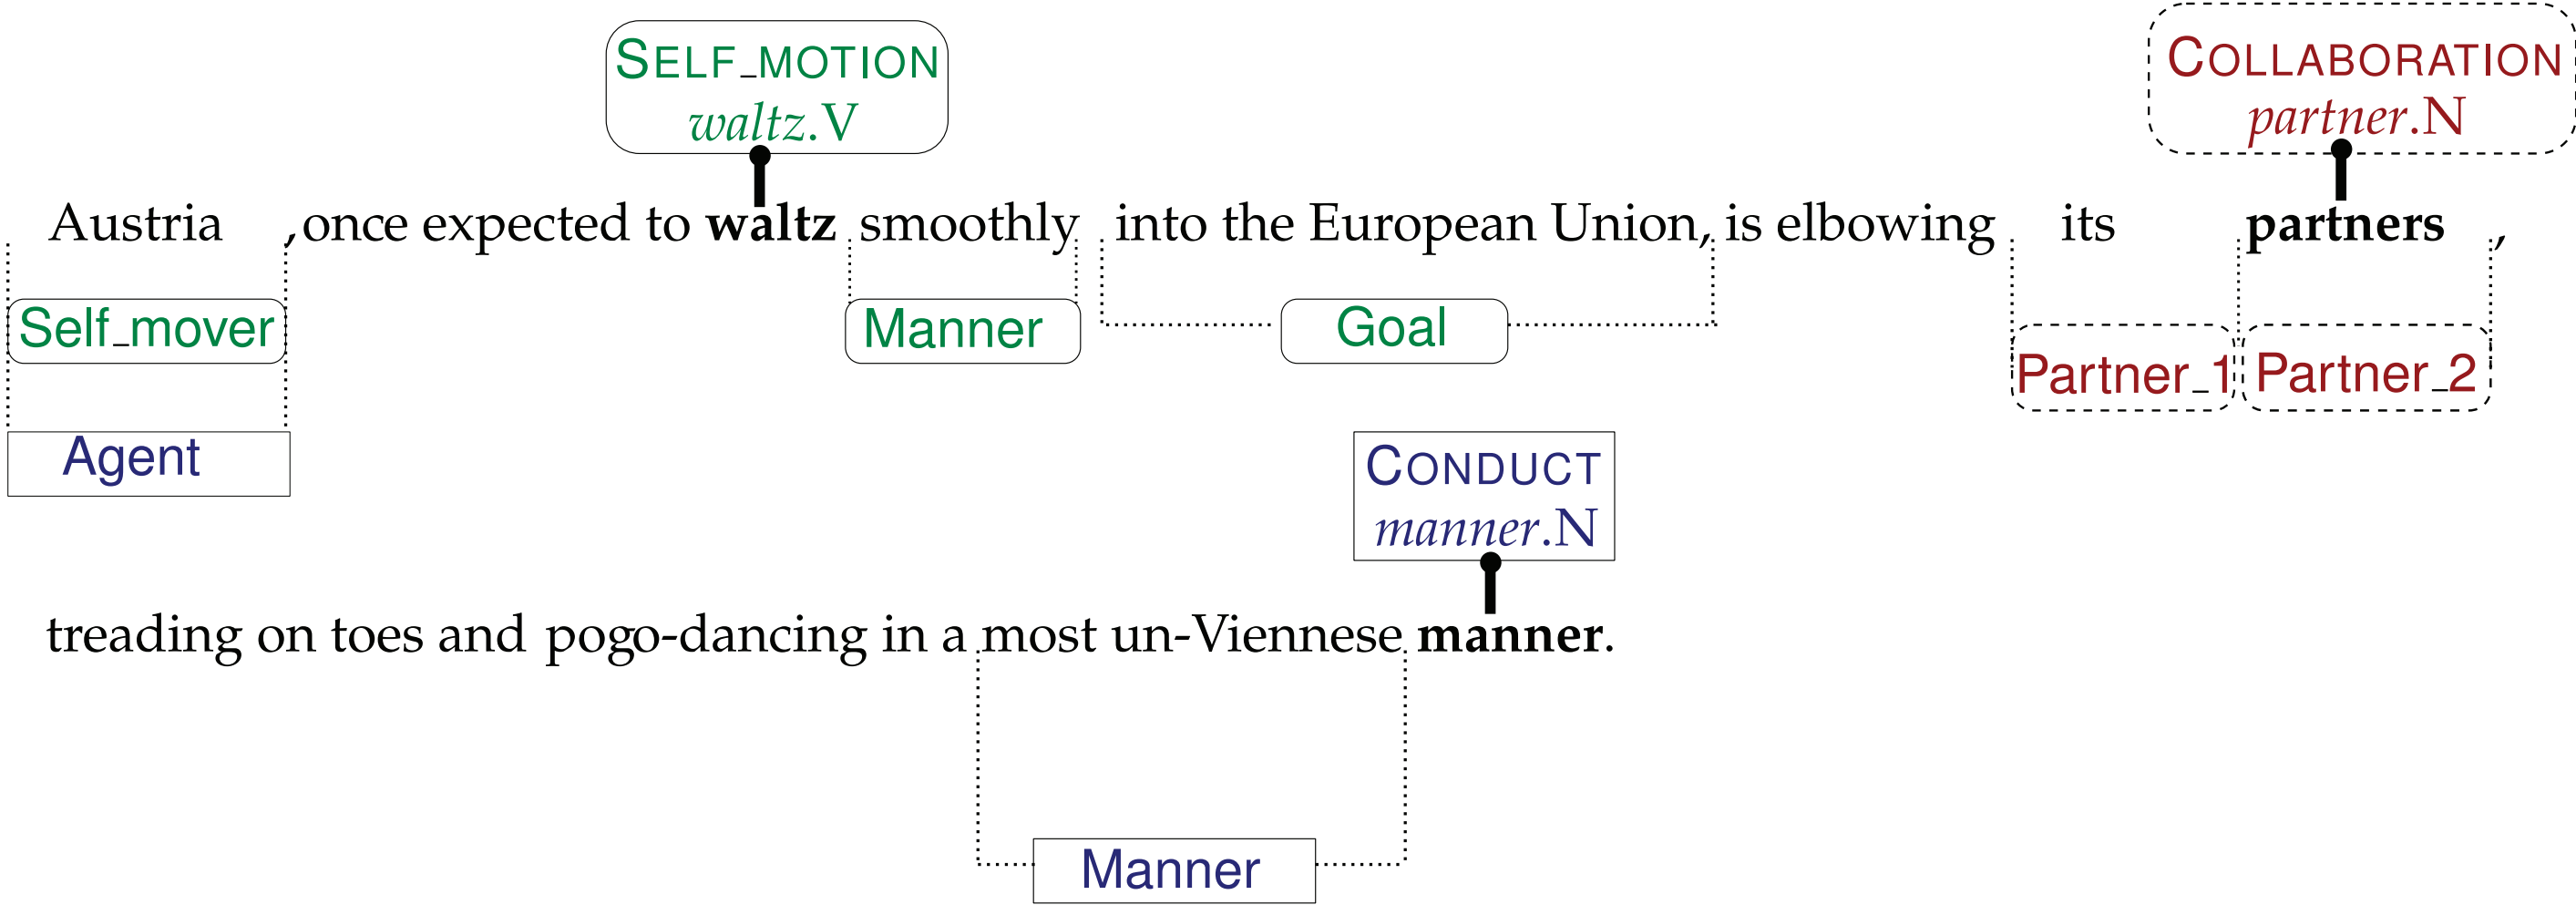 SELF_MOTION
waltz.V
COLLABORATION
partner.N
Austria , once expected to waltz smoothly into the European Union, is elbowing its partners ,
Self_mover Manner Goal Partner_1 Partner_2
Agent
CONDUCT
manner.N
treading on toes and pogo-dancing in a most un-Viennese manner.
Manner